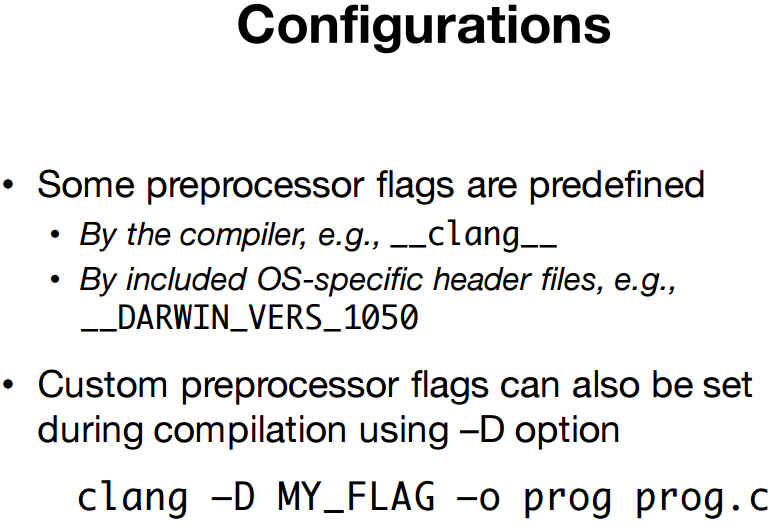 Configurations
• Some preprocessor flags are predefined
• By the compiler, e.g., __clang__
• By included OS-specific header files, e.g.,
__DARWIN_VERS_1050
• Custom preprocessor flags can also be set
during compilation using –D option
clang –D MY_FLAG –o prog prog.c